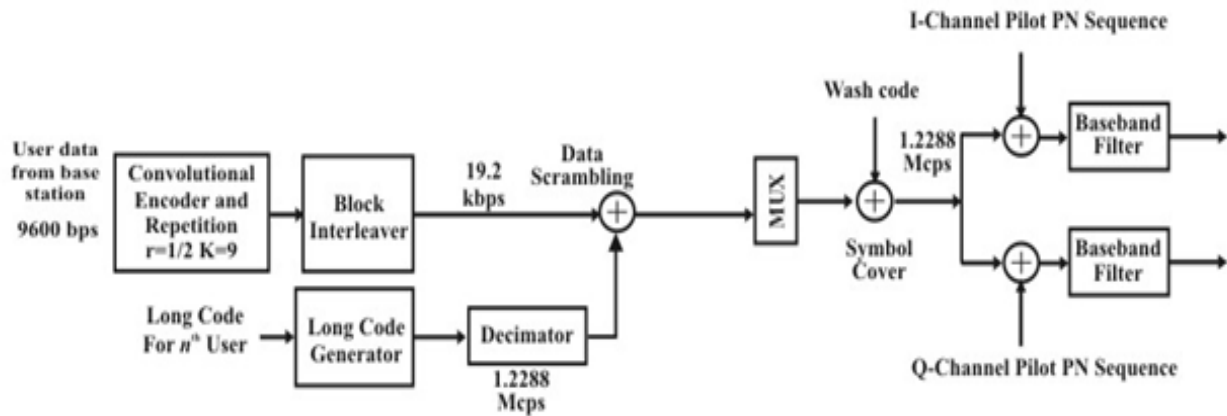 I-Channel Pilot PN Sequence
Wash code
1.2288
Mcps
Baseband
Filter
User data
from base
station
9600 bps
Convolutional
Encoder and
Repetition
r=1/2 K=9
Block
Interleaver
19.2
kbps
Data
Scrambling
MUX
Symbol
Cover
Baseband
Filter
Long Code
For nth User
Long Code
Generator
Decimator
1.2288
Mcps
Q-Channel Pilot PN Sequence